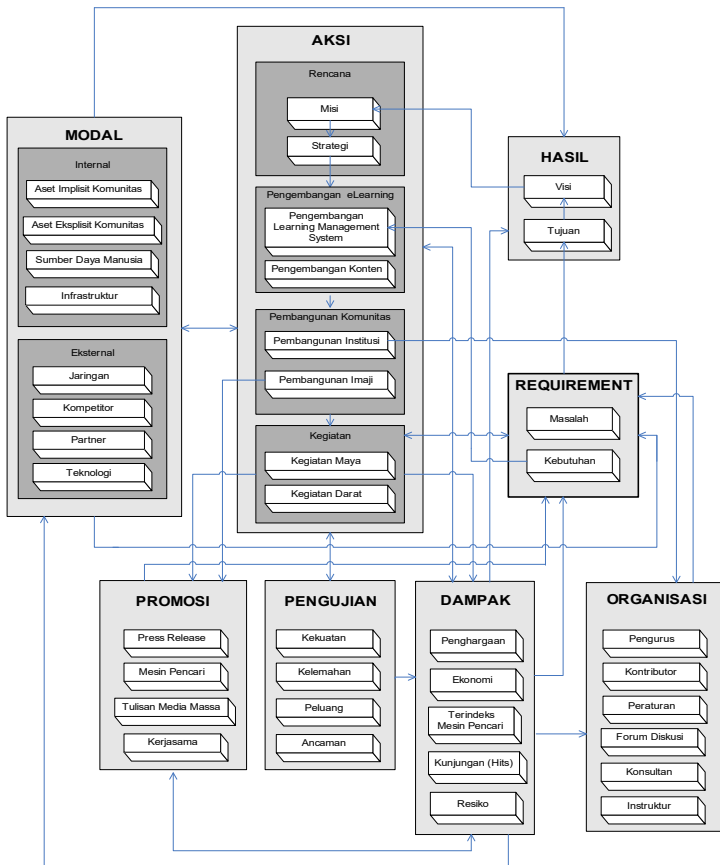 MODAL
Internal
Aset Implisit Komunitas
Aset Eksplisit Komunitas
Sumber Daya Manusia
Infrastruktur
Eksternal
Jaringan
Kompetitor
Partner
Teknologi
AKSI
Rencana
Misi
Strategi
Pengembangan eLearning
Pengembangan
Learning Management
System
Pengembangan Konten
Pembangunan Komunitas
Pembangunan Institusi
Pembangunan Imaji
Kegiatan
Kegiatan Maya
Kegiatan Darat
HASIL
Visi
Tujuan
REQUIREMENT
Masalah
Kebutuhan
PROMOSI
Press Release
Mesin Pencari
Tulisan Media Massa
Kerjasama
PENGUJIAN
Kekuatan
Kelemahan
Peluang
Ancaman
DAMPAK
Penghargaan
Ekonomi
Terindeks
Mesin Pencari
Kunjungan (Hits)
Resiko
ORGANISASI
Pengurus
Kontributor
Peraturan
Forum Diskusi
Konsultan
Instruktur